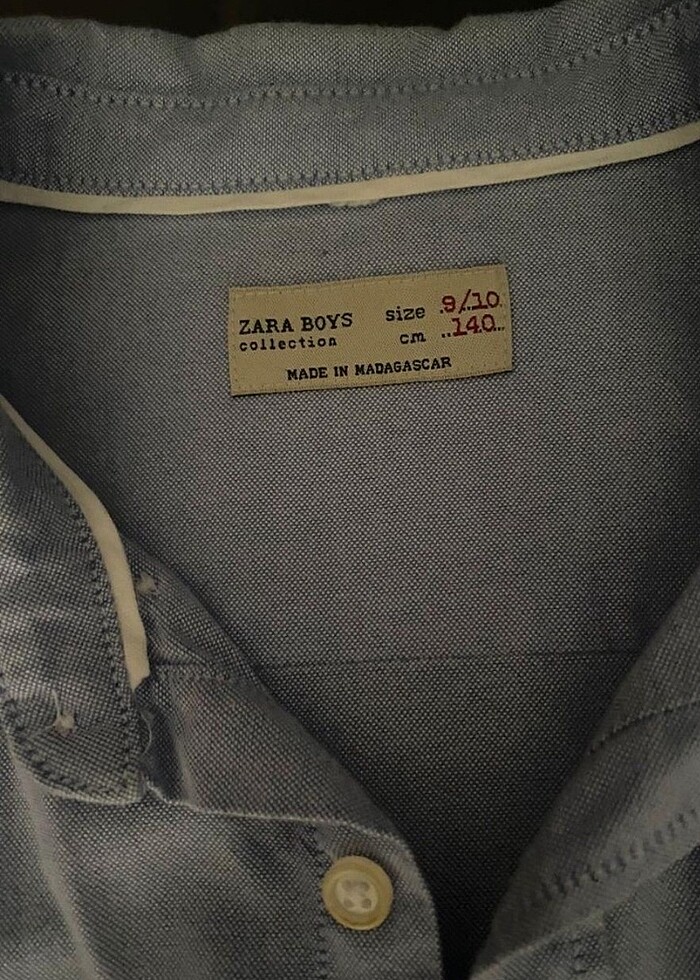 ZARA BOYS size 9/10
collection cm 140
MADE IN MADAGASCAR